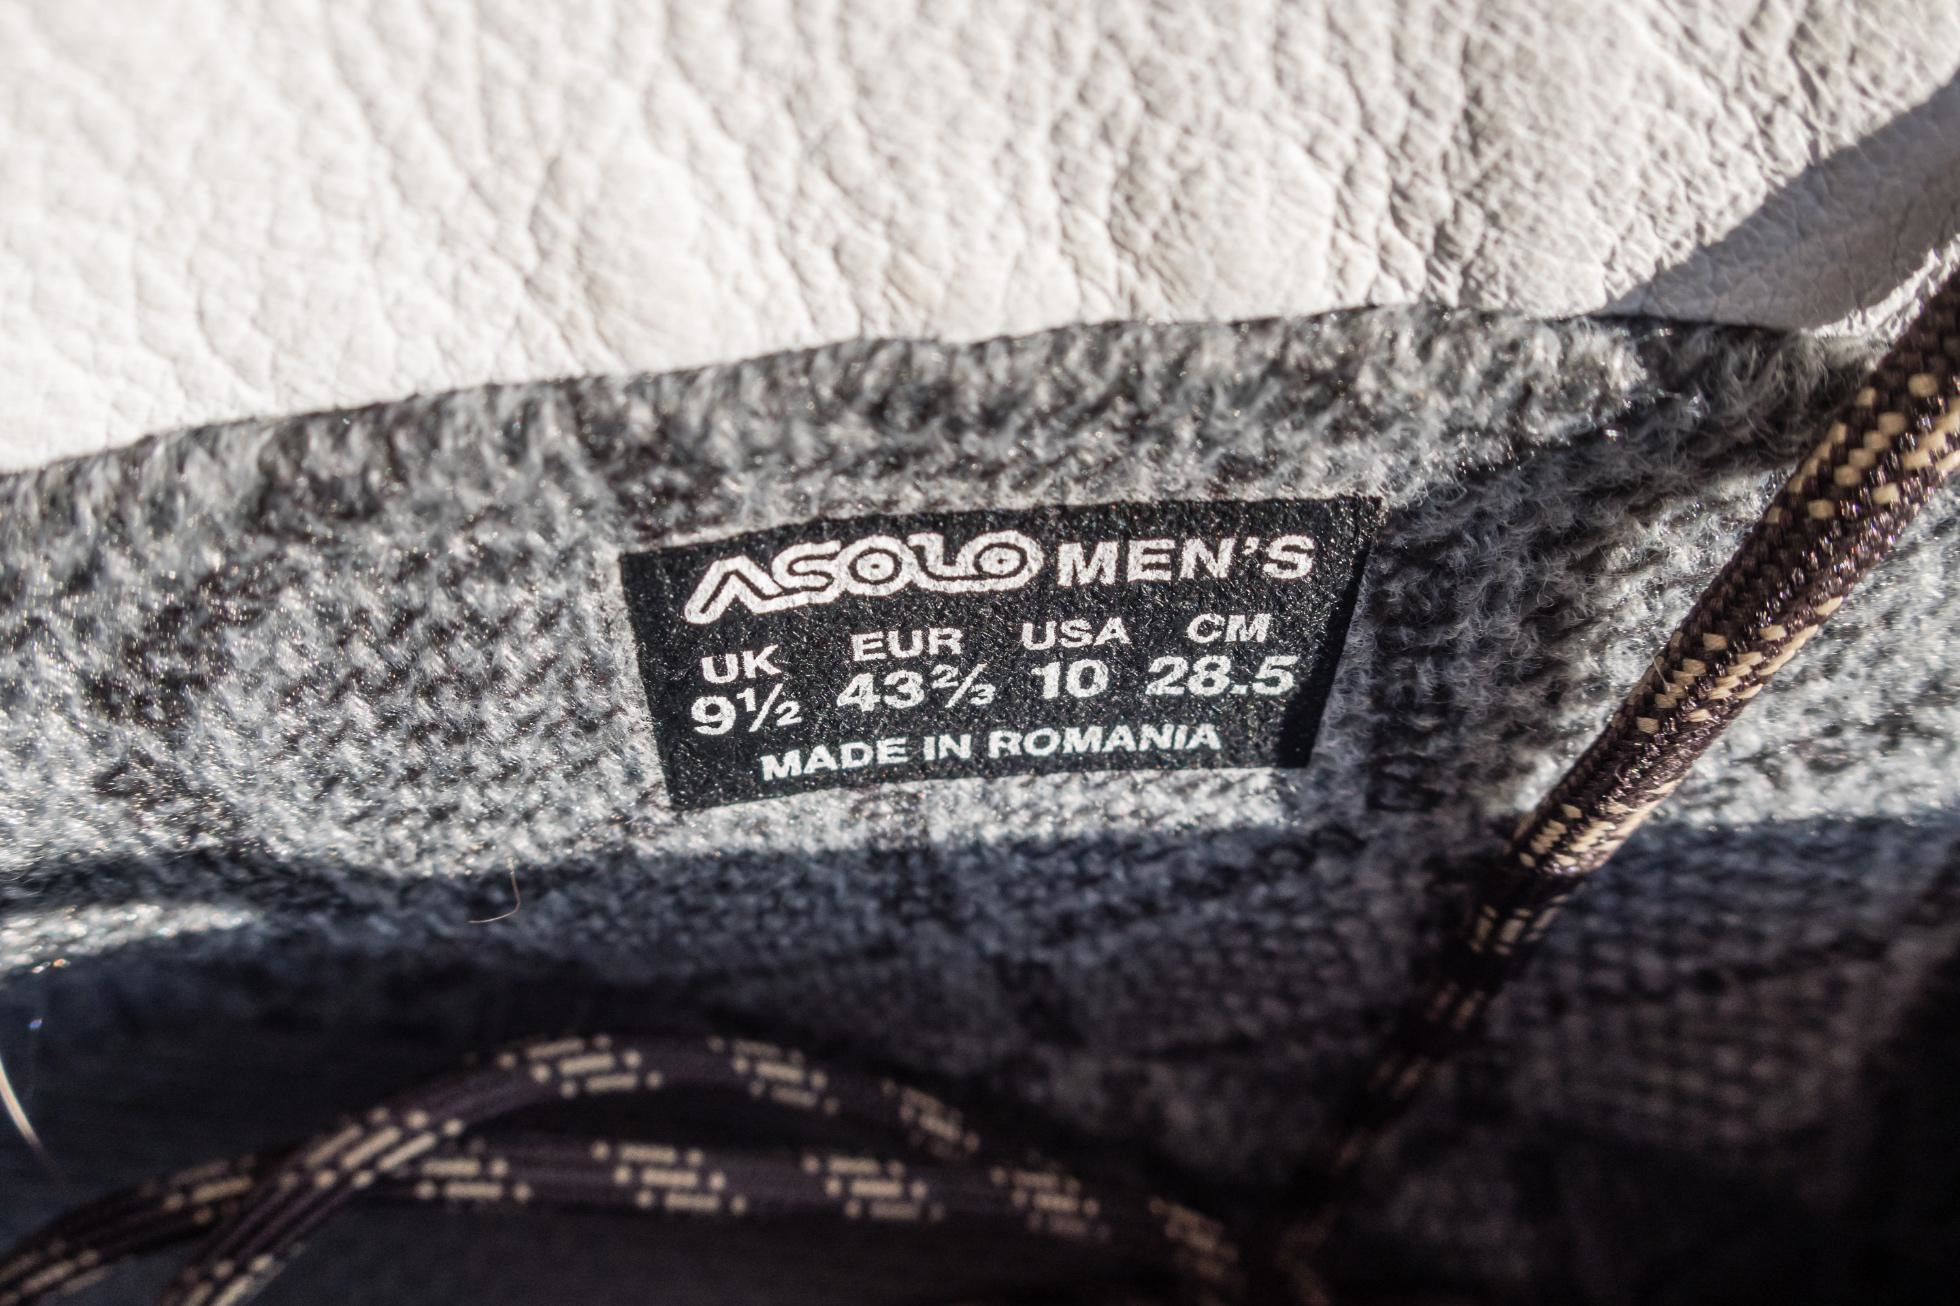 ASOLO MEN'S
UK EUR USA CM
9½ 43⅔ 10 28.5
MADE IN ROMANIA